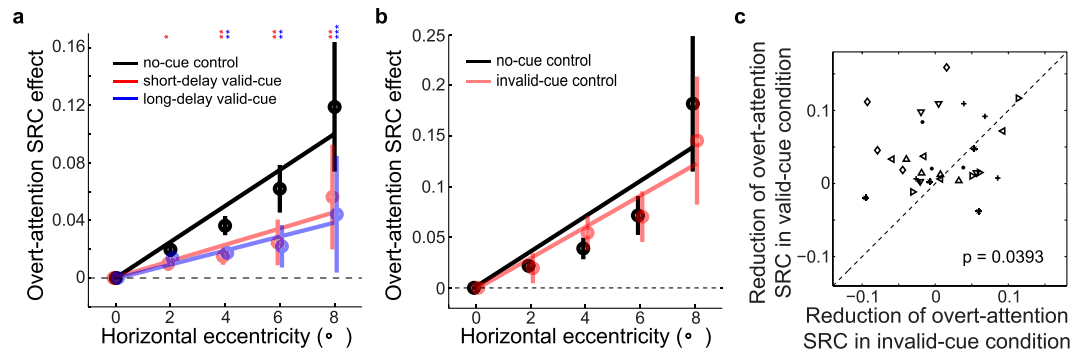 a
Overt-attention SRC effect
0.16
0.12
0.08
0.04
0
* ** ** ** ** ** ****
no-cue control
short-delay valid-cue
long-delay valid-cue
0 2 4 6 8
Horizontal eccentricity (°)
b
0.25
0.20
0.15
0.10
0.05
0
Overt-attention SRC effect
no-cue control
invalid-cue control
0 2 4 6 8
Horizontal eccentricity (°)
c
Reduction of overt-attention
SRC in valid-cue condition
0.1
0
−0.1
p = 0.0393
−0.1 0 0.1
Reduction of overt-attention
SRC in invalid-cue condition